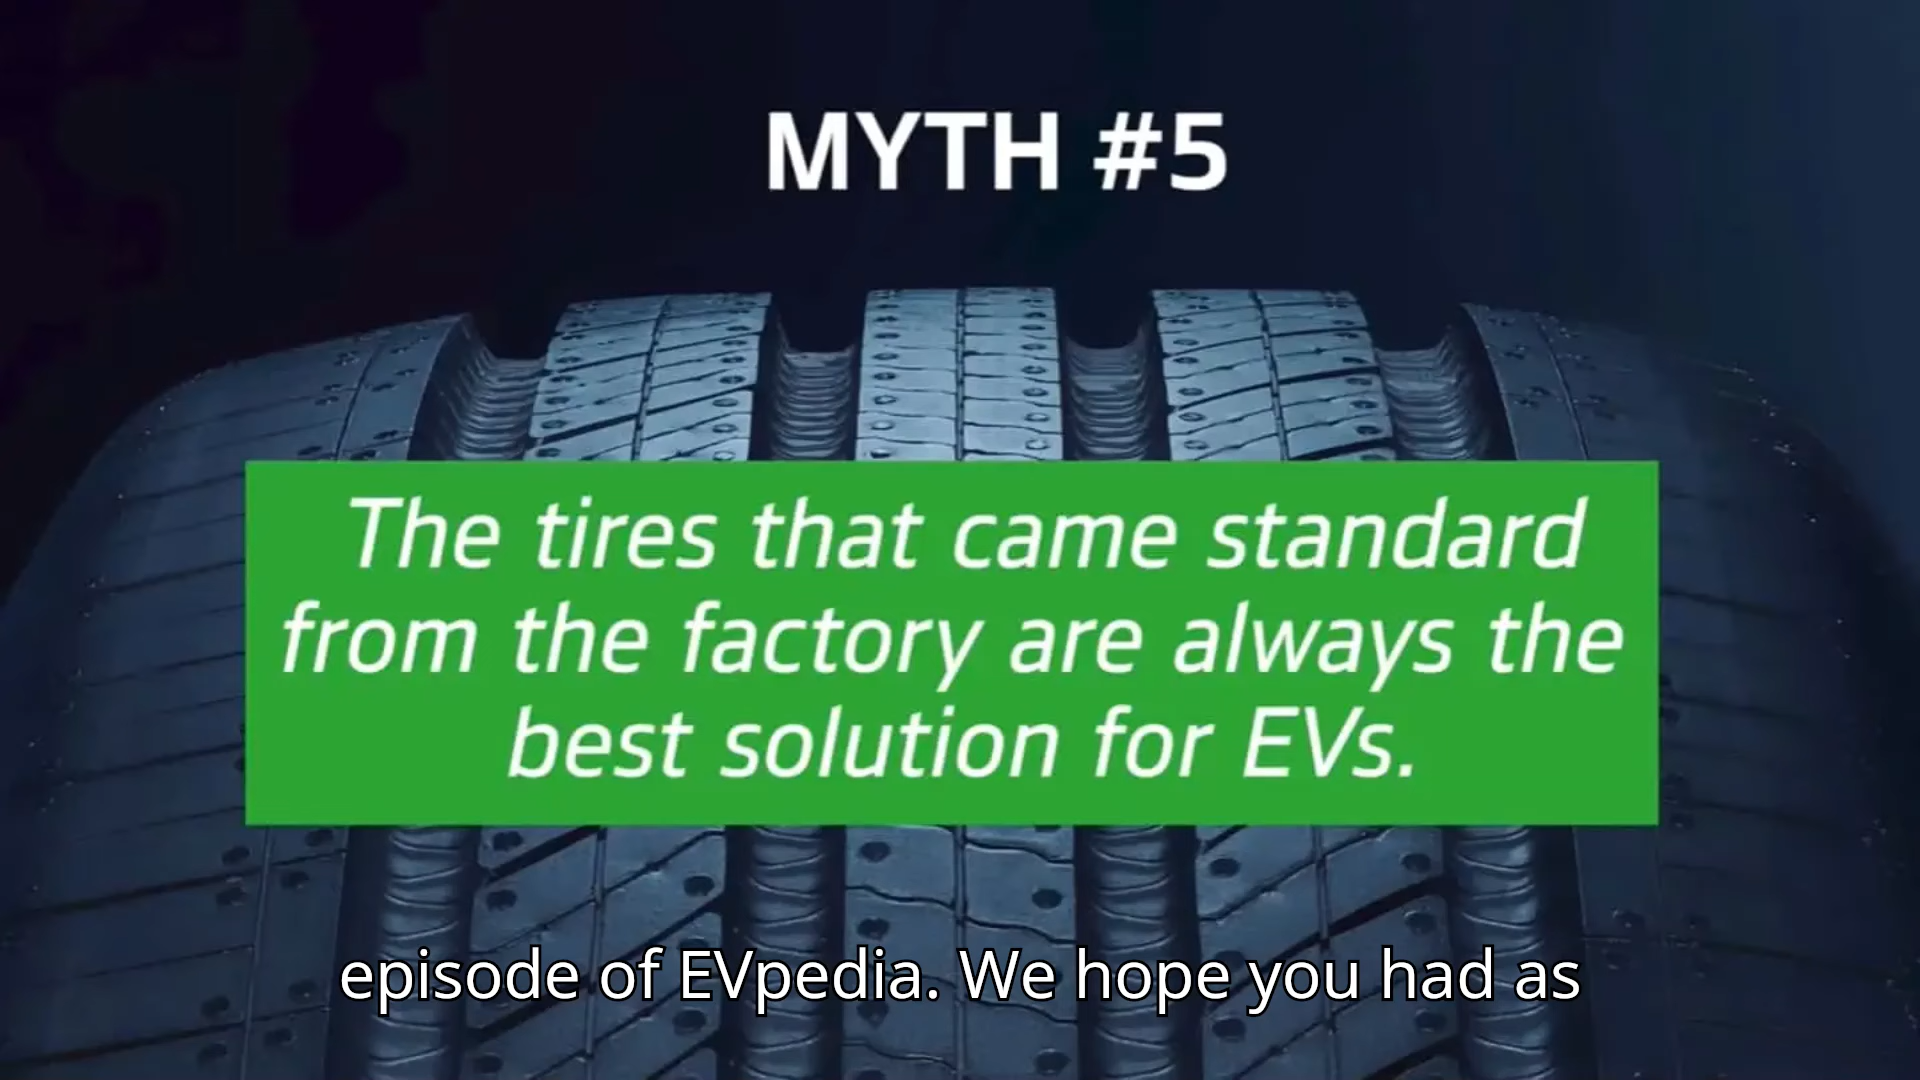 MYTH #5
The tires that came standard
from the factory are always the
best solution for EVs.
episode of EVpedia. We hope you had as